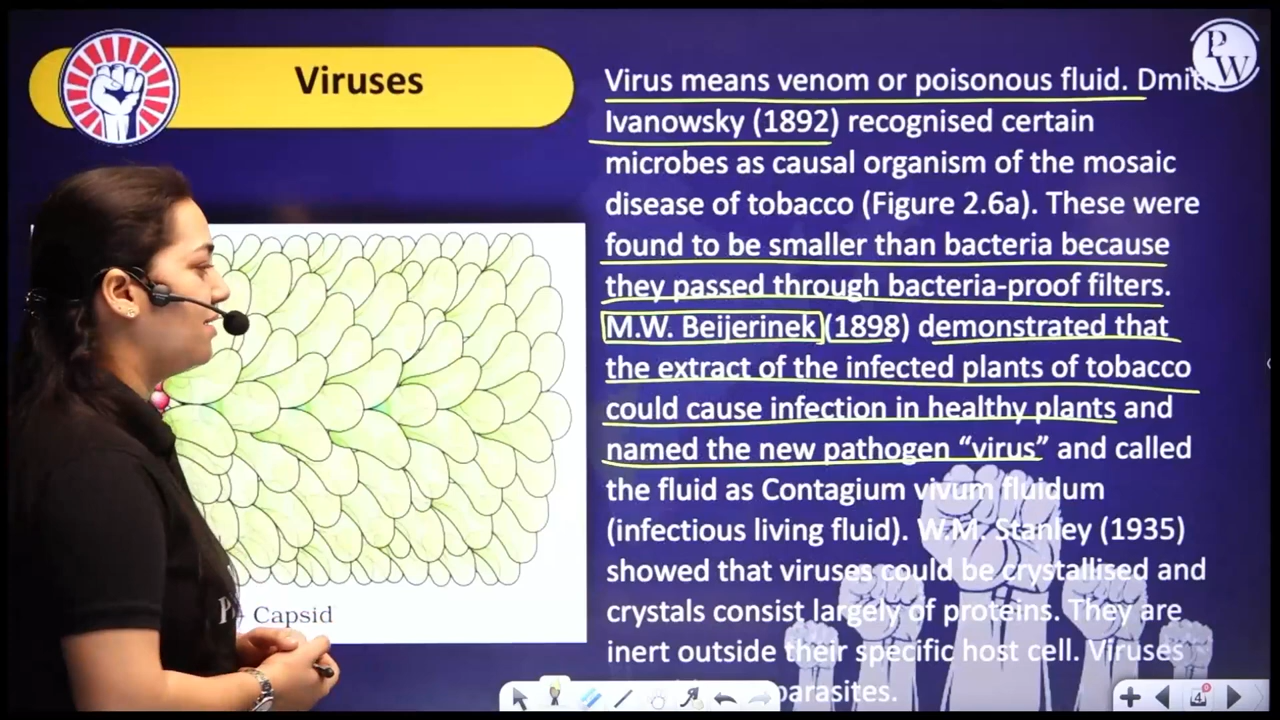 Viruses
PW
Virus means venom or poisonous fluid. Dmitri
Ivanowsky (1892) recognised certain
microbes as causal organism of the mosaic
disease of tobacco (Figure 2.6a). These were
found to be smaller than bacteria because
they passed through bacteria-proof filters.
M.W. Beijerinek (1898) demonstrated that
the extract of the infected plants of tobacco
could cause infection in healthy plants and
named the new pathogen “virus” and called
the fluid as Contagium vivum fluidum
(infectious living fluid). W.M. Stanley (1935)
showed that viruses could be crystallised and
crystals consist largely of proteins. They are
inert outside their specific host cell. Viruses
parasites.
Capsid
4